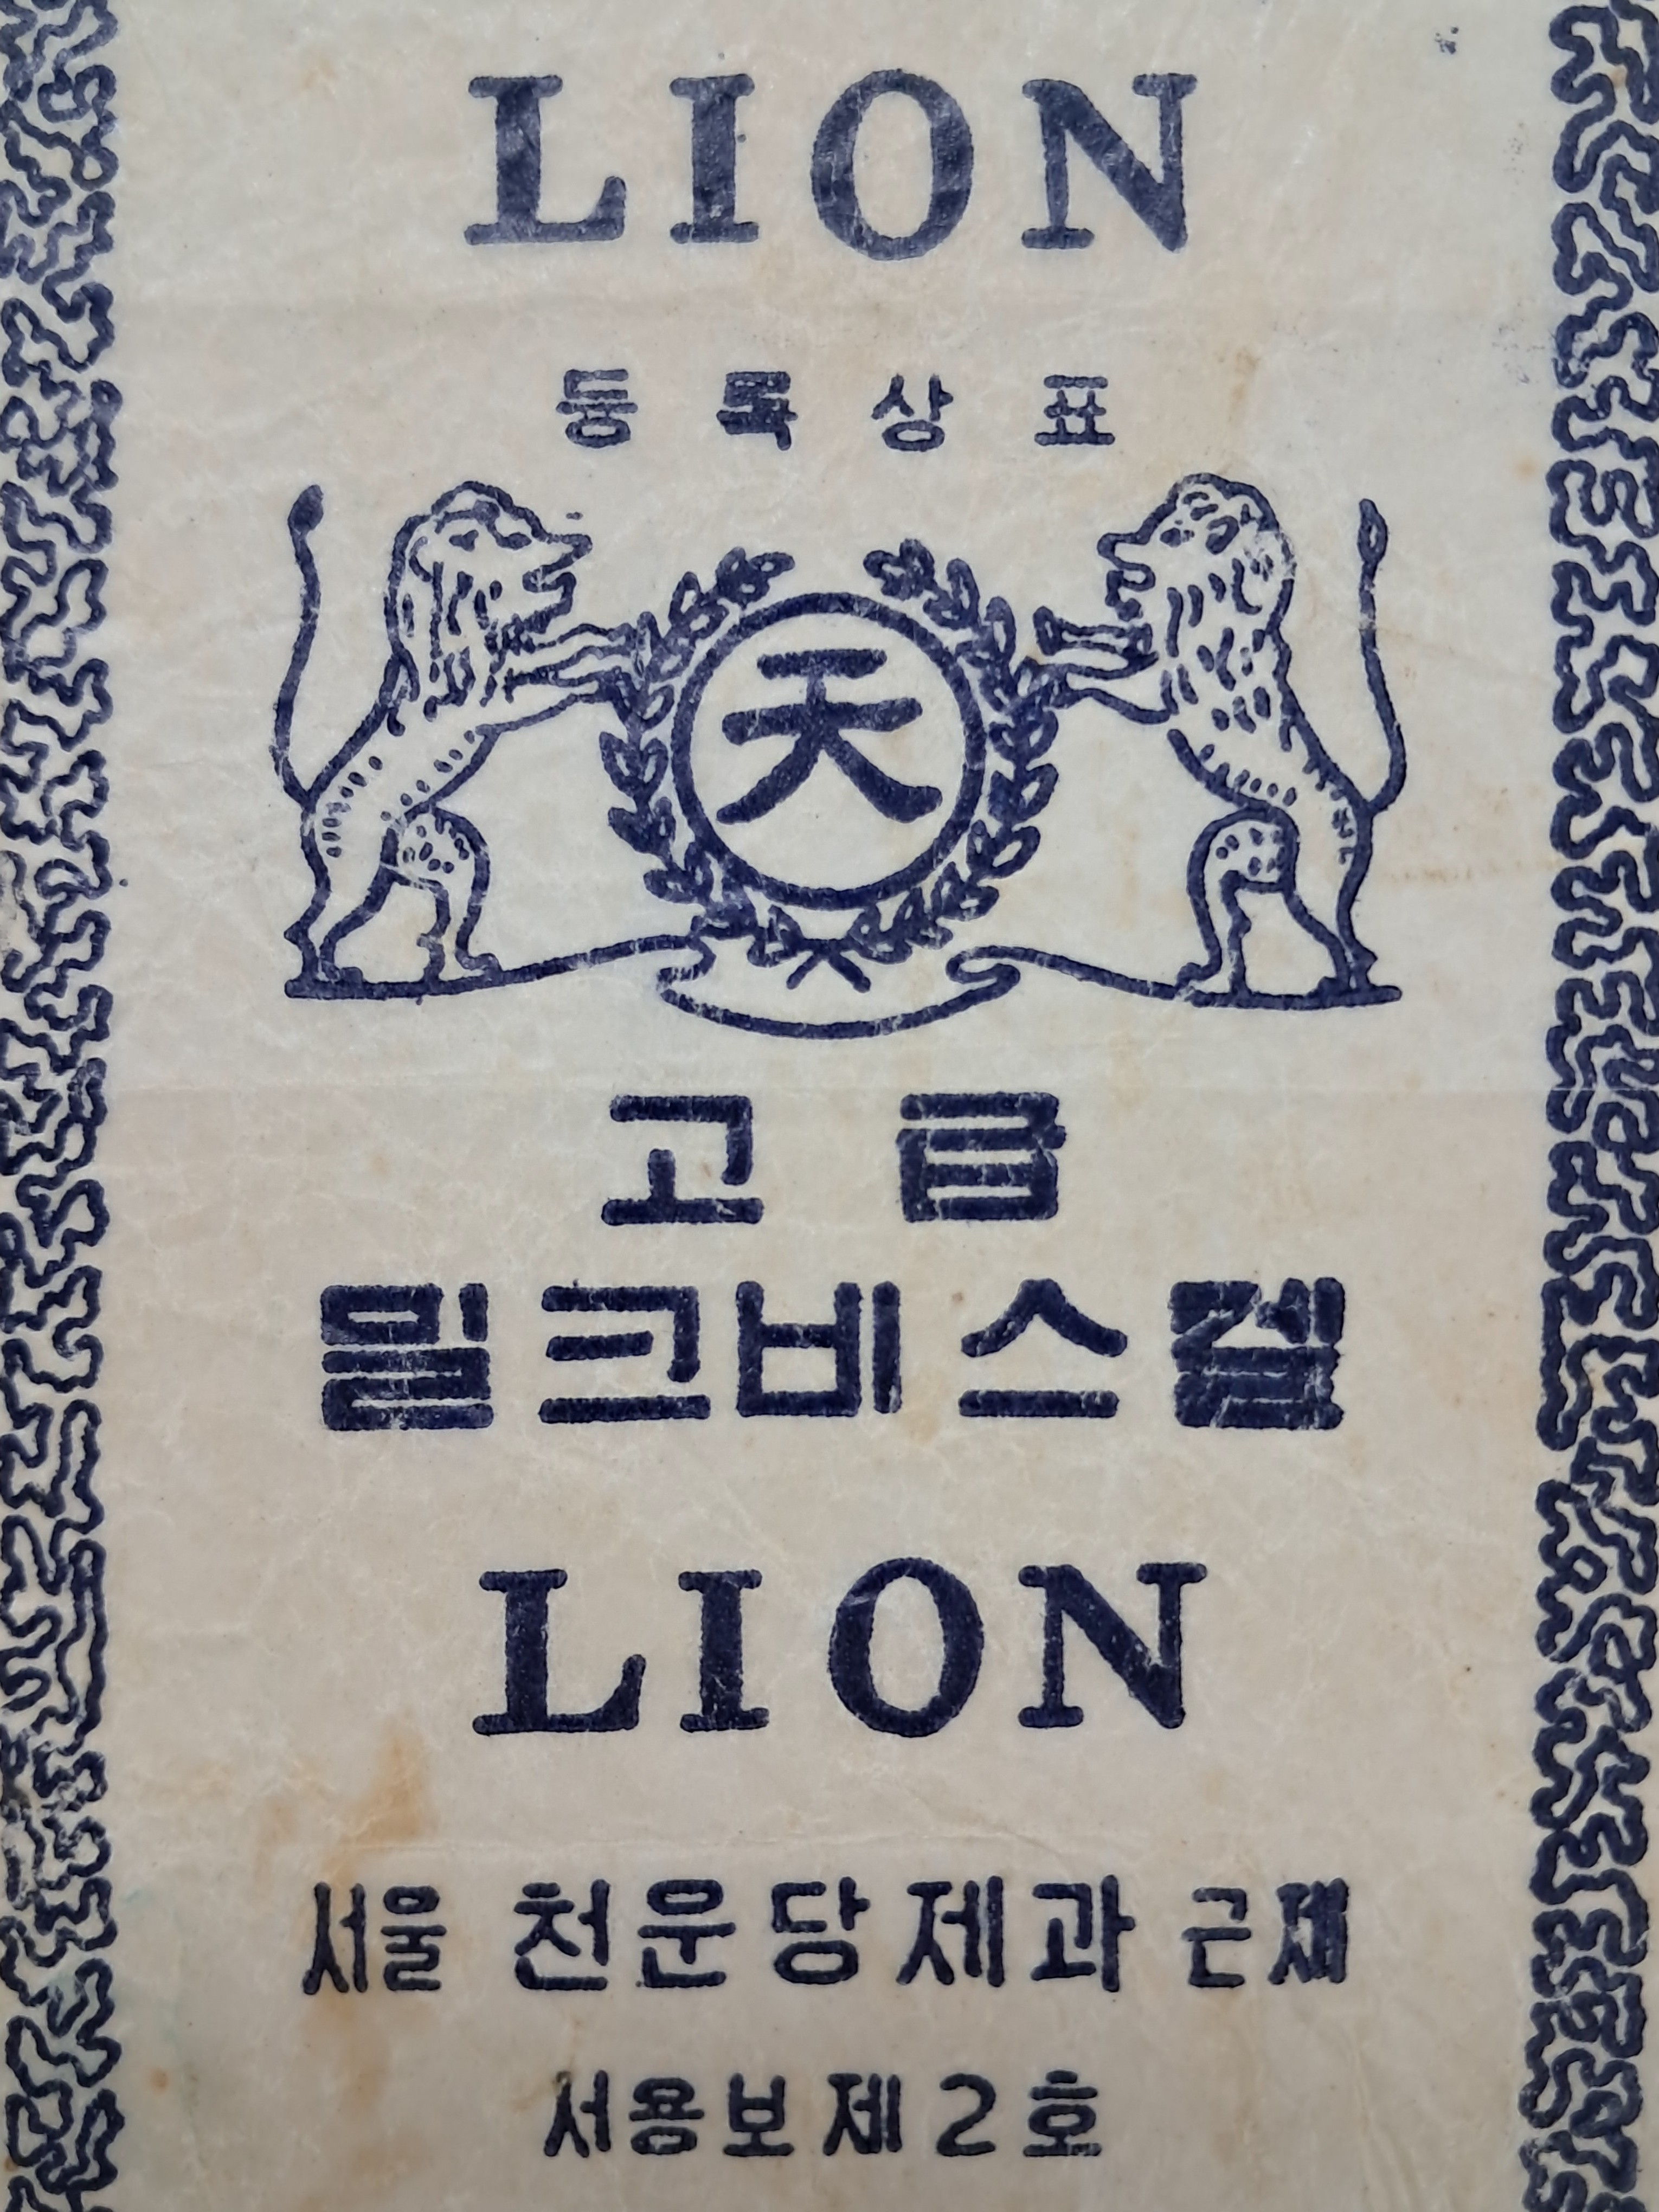 LION
등록상표
天
고급
밀크비스켙
LION
서울 천운당제과 근제
서용보제2호